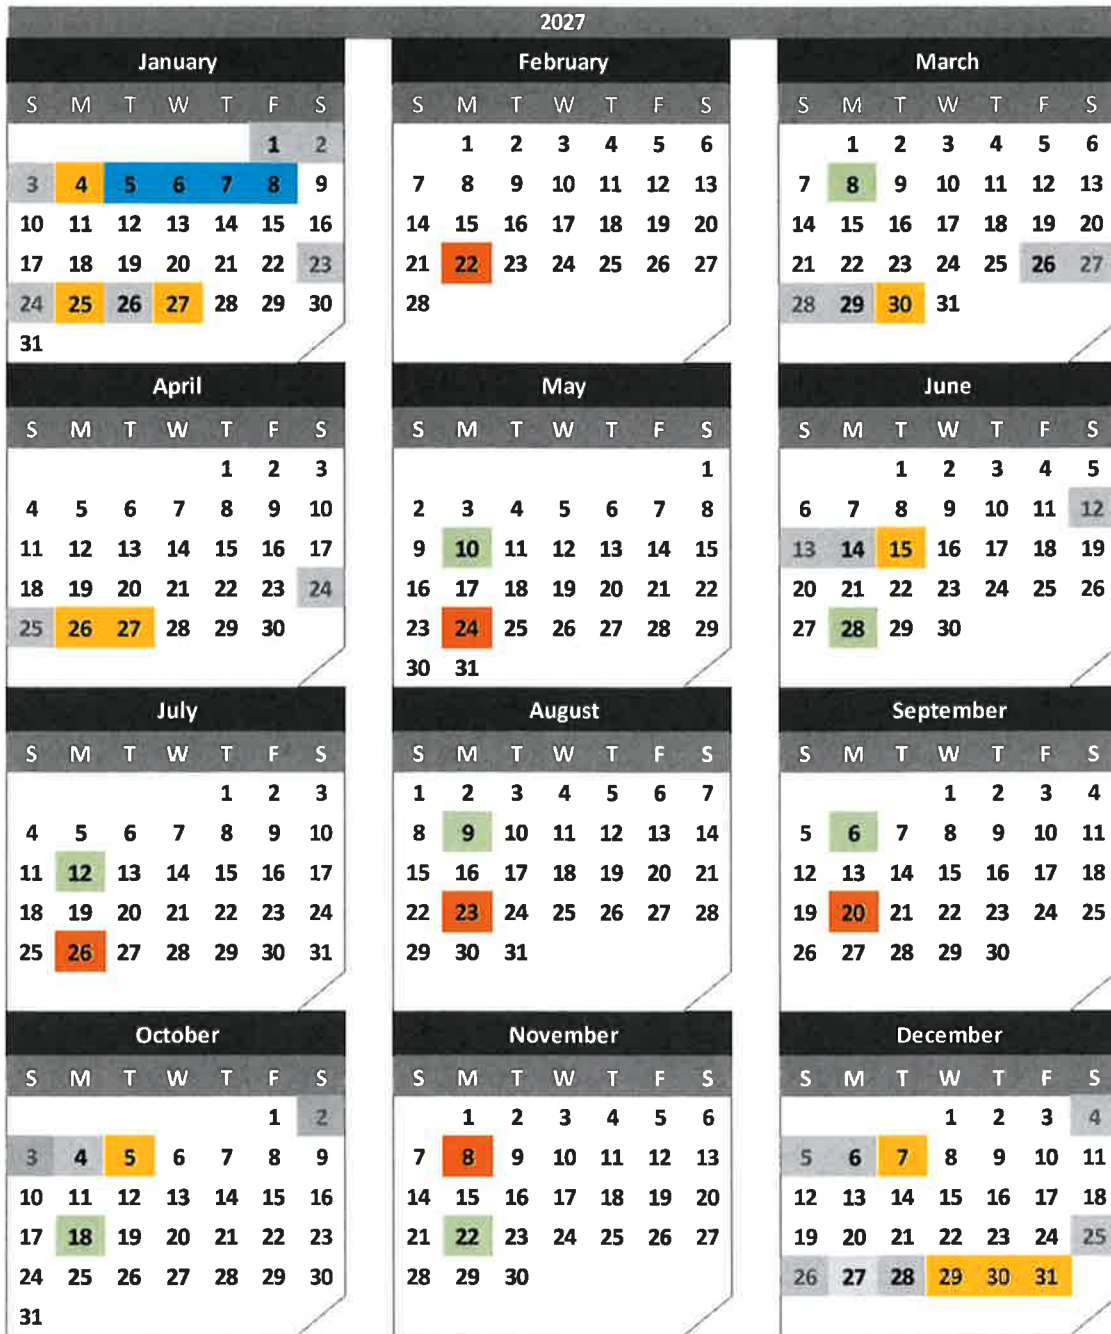 2027
January
S M T W T F S
1 2
3 4 5 6 7 8 9
10 11 12 13 14 15 16
17 18 19 20 21 22 23
24 25 26 27 28 29 30
31
February
S M T W T F S
1 2 3 4 5 6
7 8 9 10 11 12 13
14 15 16 17 18 19 20
21 22 23 24 25 26 27
28
March
S M T W T F S
1 2 3 4 5 6
7 8 9 10 11 12 13
14 15 16 17 18 19 20
21 22 23 24 25 26 27
28 29 30 31
April
S M T W T F S
1 2 3
4 5 6 7 8 9 10
11 12 13 14 15 16 17
18 19 20 21 22 23 24
25 26 27 28 29 30
May
S M T W T F S
1
2 3 4 5 6 7 8
9 10 11 12 13 14 15
16 17 18 19 20 21 22
23 24 25 26 27 28 29
30 31
June
S M T W T F S
1 2 3 4 5
6 7 8 9 10 11 12
13 14 15 16 17 18 19
20 21 22 23 24 25 26
27 28 29 30
July
S M T W T F S
1 2 3
4 5 6 7 8 9 10
11 12 13 14 15 16 17
18 19 20 21 22 23 24
25 26 27 28 29 30 31
August
S M T W T F S
1 2 3 4 5 6 7
8 9 10 11 12 13 14
15 16 17 18 19 20 21
22 23 24 25 26 27 28
29 30 31
September
S M T W T F S
1 2 3 4
5 6 7 8 9 10 11
12 13 14 15 16 17 18
19 20 21 22 23 24 25
26 27 28 29 30
October
S M T W T F S
1 2
3 4 5 6 7 8 9
10 11 12 13 14 15 16
17 18 19 20 21 22 23
24 25 26 27 28 29 30
31
November
S M T W T F S
1 2 3 4 5 6
7 8 9 10 11 12 13
14 15 16 17 18 19 20
21 22 23 24 25 26 27
28 29 30
December
S M T W T F S
1 2 3 4
5 6 7 8 9 10 11
12 13 14 15 16 17 18
19 20 21 22 23 24 25
26 27 28 29 30 31